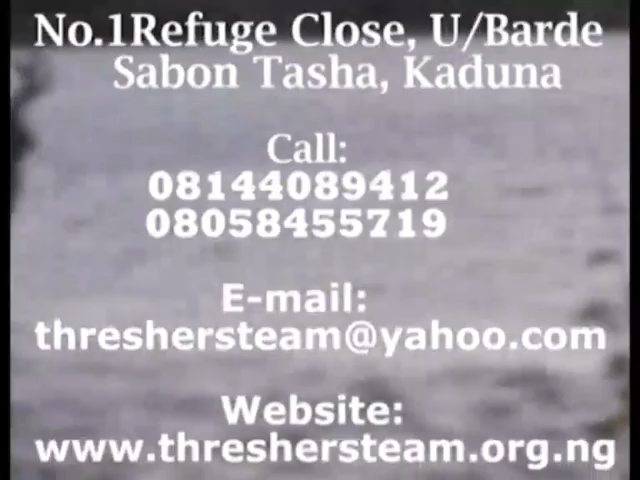 No.1Refuge Close, U/Barde
Sabon Tasha, Kaduna
Call:
08144089412
08058455719
E-mail:
threshersteam@yahoo.com
Website:
www.threshersteam.org.ng